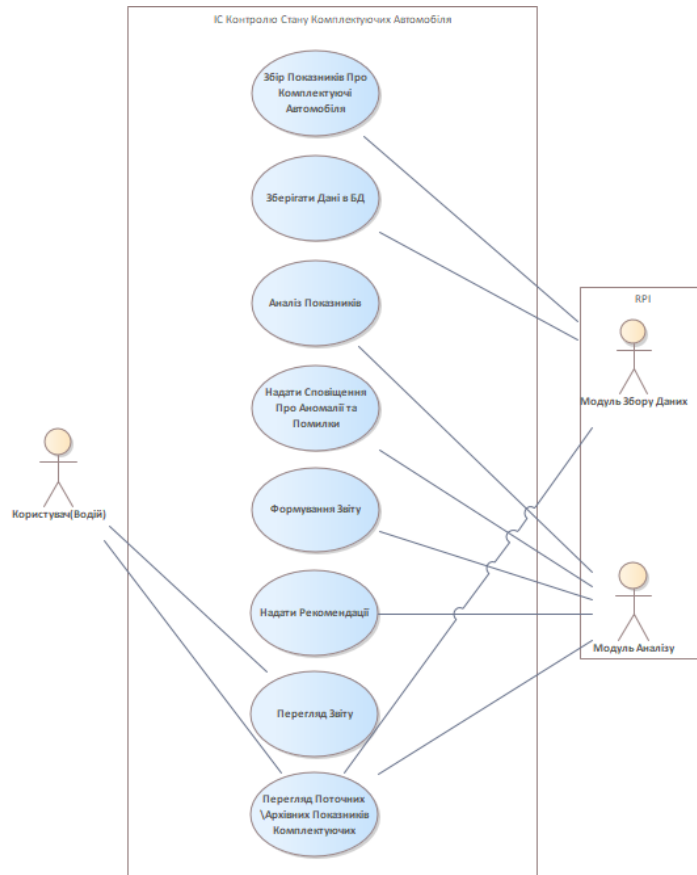 ІС Контролю Стану Комплектуючих Автомобіля
Збір Показників Про
Комплектуючі
Автомобіля
Зберігати Дані в БД
Аналіз Показників
RPI
Модуль Збору Даних
Надати Сповіщення
Про Аномалії та
Помилки
Користувач(Водій)
Формування Звіту
Надати Рекомендації
Модуль Аналізу
Перегляд Звіту
Перегляд Поточних
\Архівних Показників
Комплектуючих